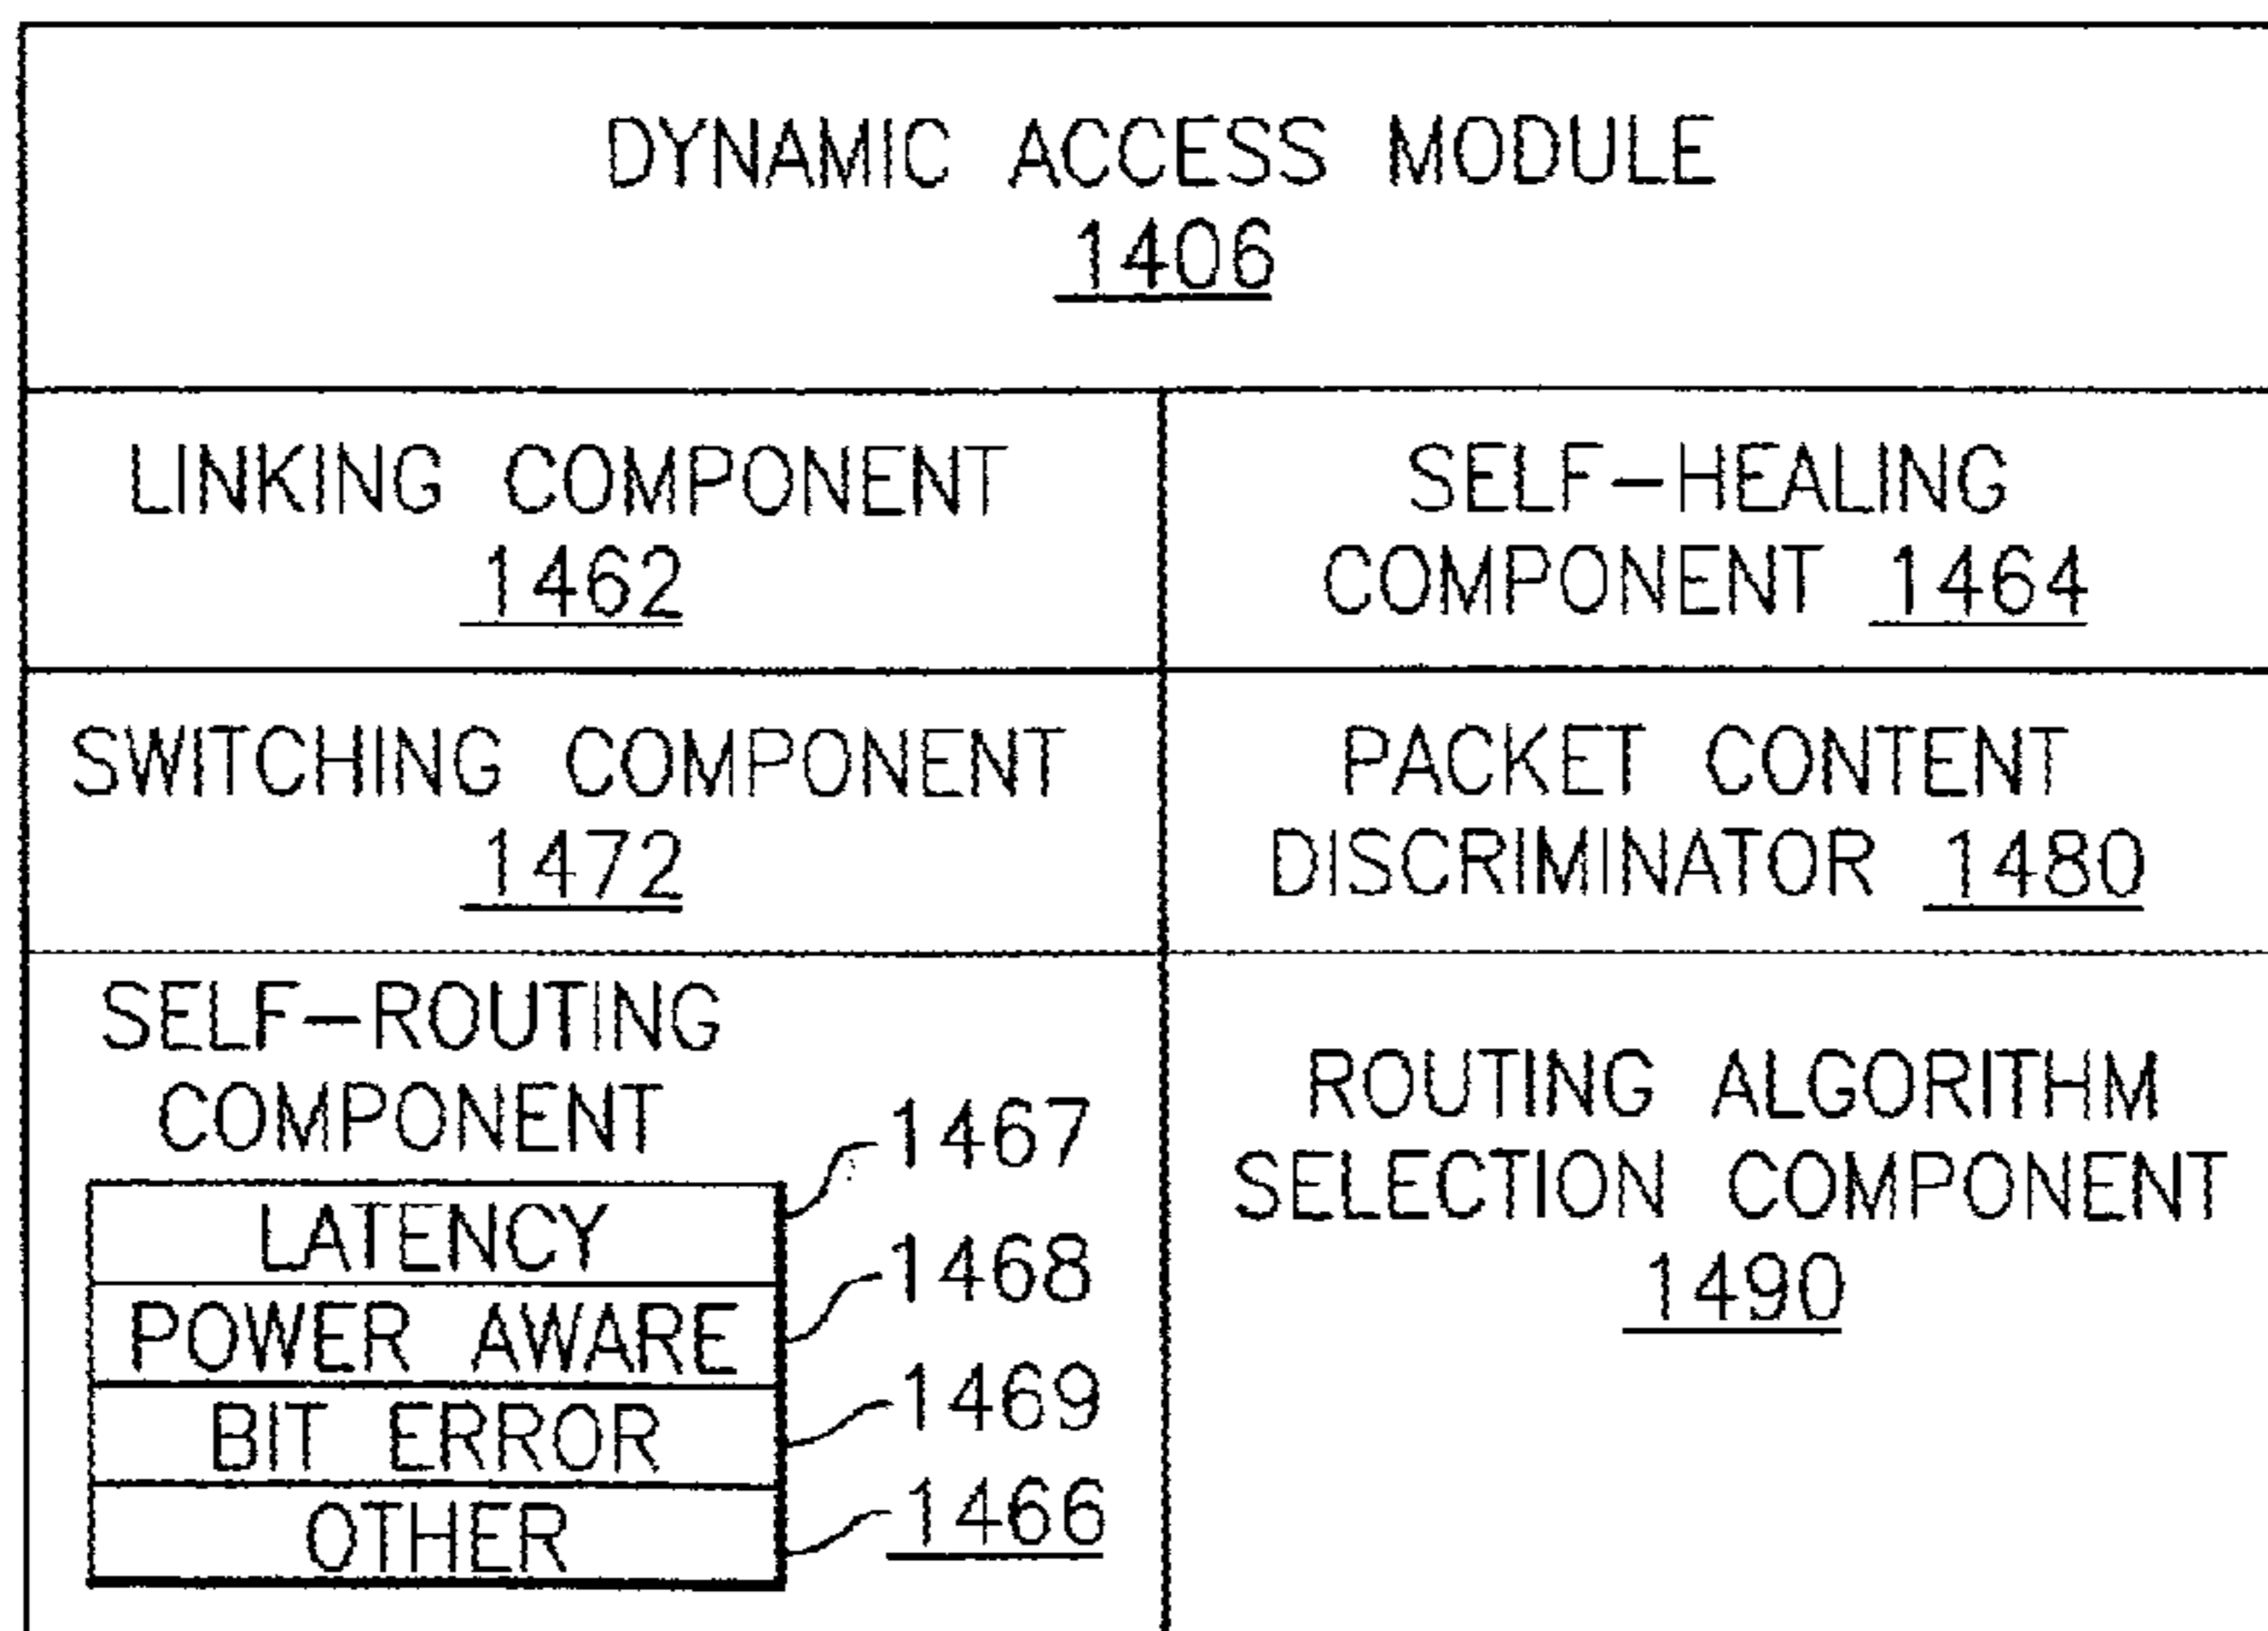 DYNAMIC ACCESS MODULE
1406
LINKING COMPONENT
1462
SELF-HEALING
COMPONENT 1464
SWITCHING COMPONENT
1472
PACKET CONTENT
DISCRIMINATOR 1480
SELF-ROUTING
COMPONENT
1467
LATENCY
1468
POWER AWARE
1469
BIT ERROR
1466
OTHER
ROUTING ALGORITHM
SELECTION COMPONENT
1490